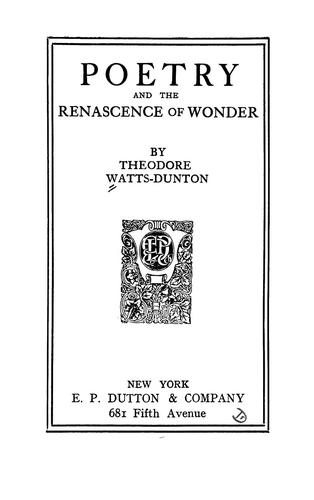 POETRY
AND THE
RENASCENCE OF WONDER
BY
THEODORE
WATTS-DUNTON
NEW YORK
E. P. DUTTON & COMPANY
681 Fifth Avenue